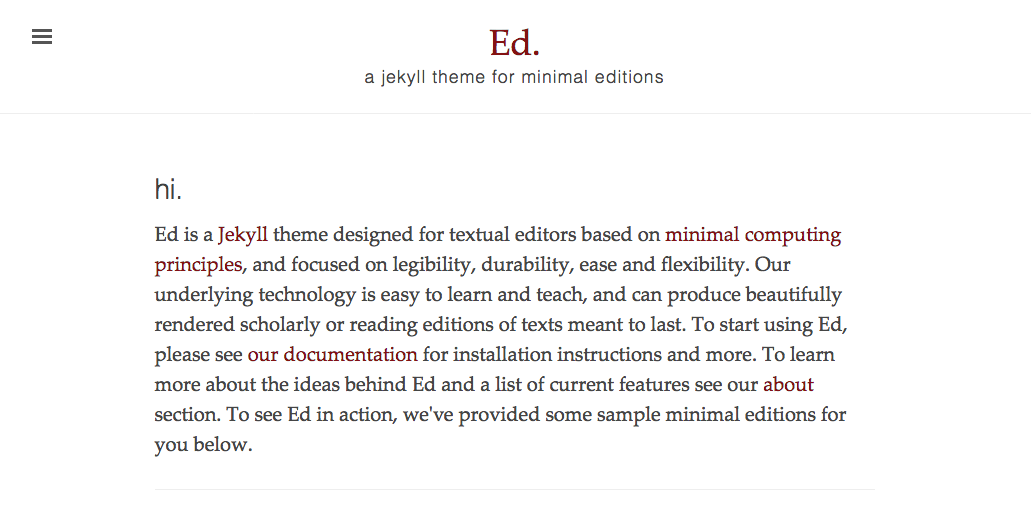 Ed.
a jekyll theme for minimal editions
hi.
Ed is a Jekyll theme designed for textual editors based on minimal computing
principles, and focused on legibility, durability, ease and flexibility. Our
underlying technology is easy to learn and teach, and can produce beautifully
rendered scholarly or reading editions of texts meant to last. To start using Ed,
please see our documentation for installation instructions and more. To learn
more about the ideas behind Ed and a list of current features see our about
section. To see Ed in action, we've provided some sample minimal editions for
you below.